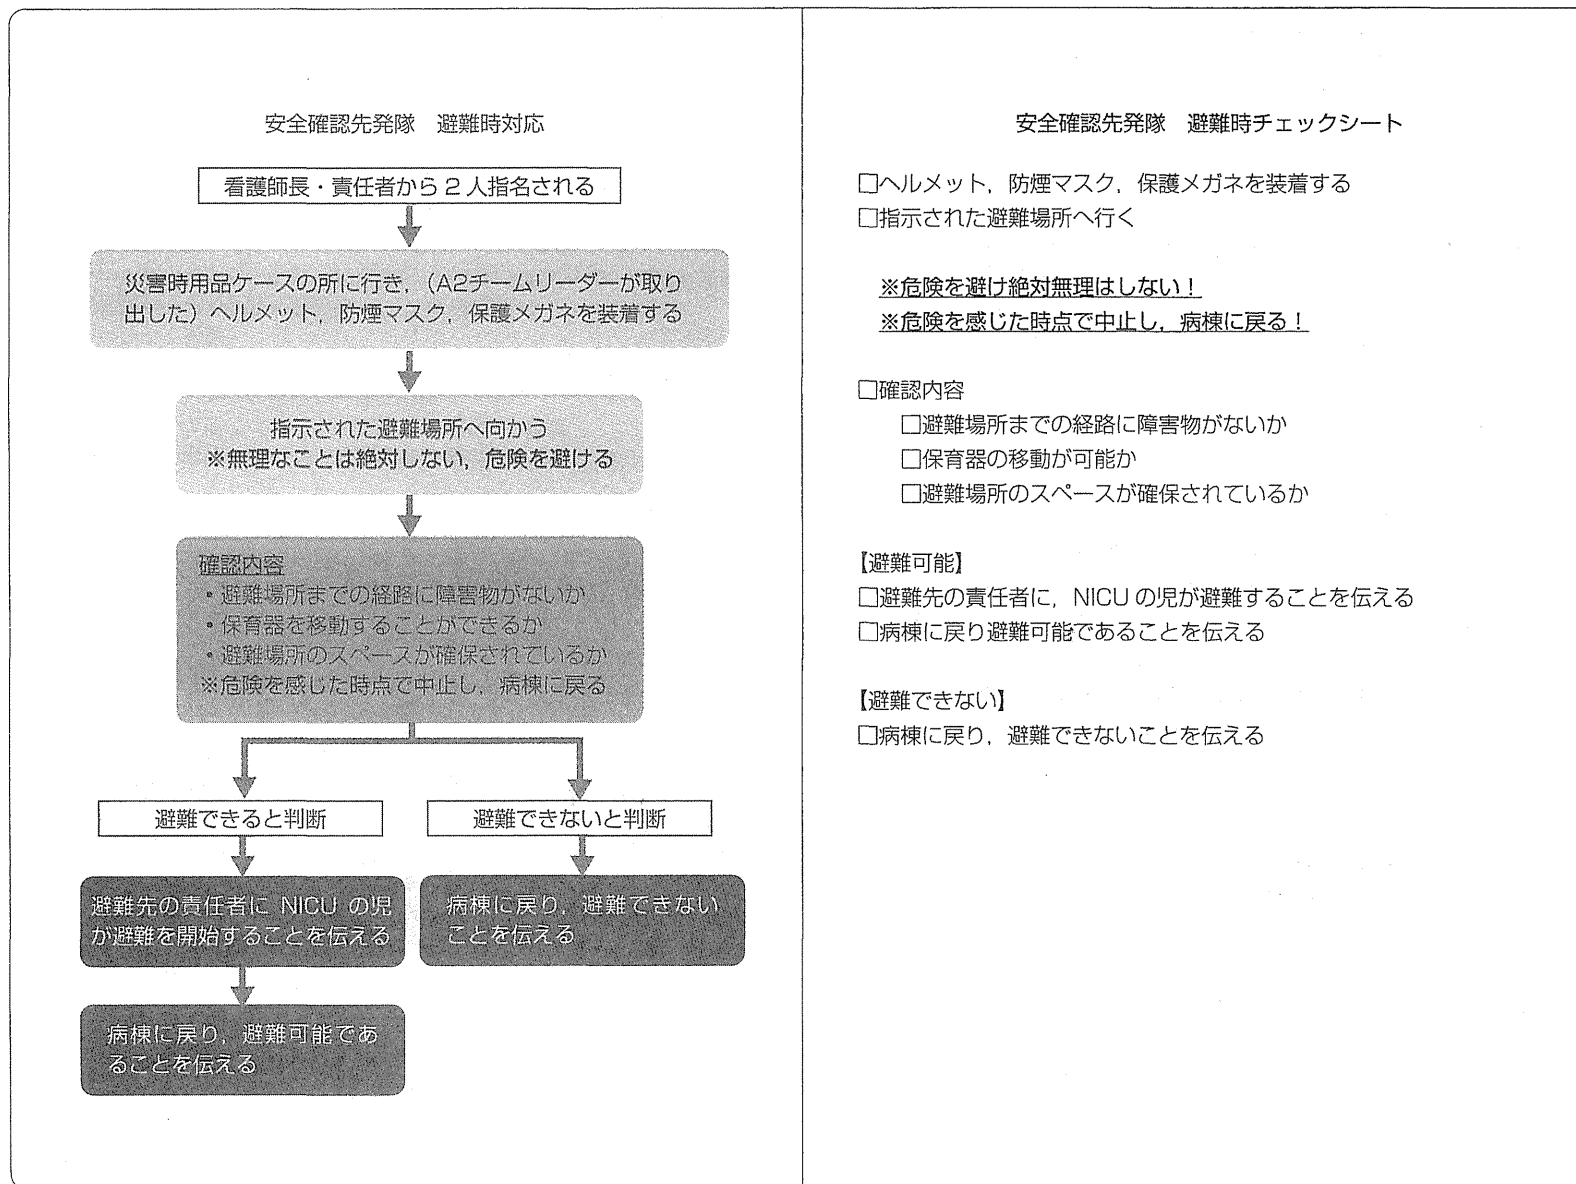 安全確認先発隊　避難時対応
看護師長・責任者から２人指名される
災害時用品ケースの所に行き，（A2チームリーダーが取り
出した）ヘルメット，防煙マスク，保護メガネを装着する
指示された避難場所へ向かう
※無理なことは絶対しない，危険を避ける
確認内容
・避難場所までの経路に障害物がないか
・保育器を移動することができるか
・避難場所のスペースが確保されているか
※危険を感じた時点で中止し，病棟に戻る
避難できると判断
避難できないと判断
避難先の責任者に NICU の児
が避難を開始することを伝える
病棟に戻り，避難できない
ことを伝える
病棟に戻り，避難可能であ
ることを伝える
安全確認先発隊　避難時チェックシート
□ヘルメット，防煙マスク，保護メガネを装着する
□指示された避難場所へ行く
※危険を避け絶対無理はしない！
※危険を感じた時点で中止し，病棟に戻る！
□確認内容
□避難場所までの経路に障害物がないか
□保育器の移動が可能か
□避難場所のスペースが確保されているか
【避難可能】
□避難先の責任者に，NICU の児が避難することを伝える
□病棟に戻り避難可能であることを伝える
【避難できない】
□病棟に戻り，避難できないことを伝える